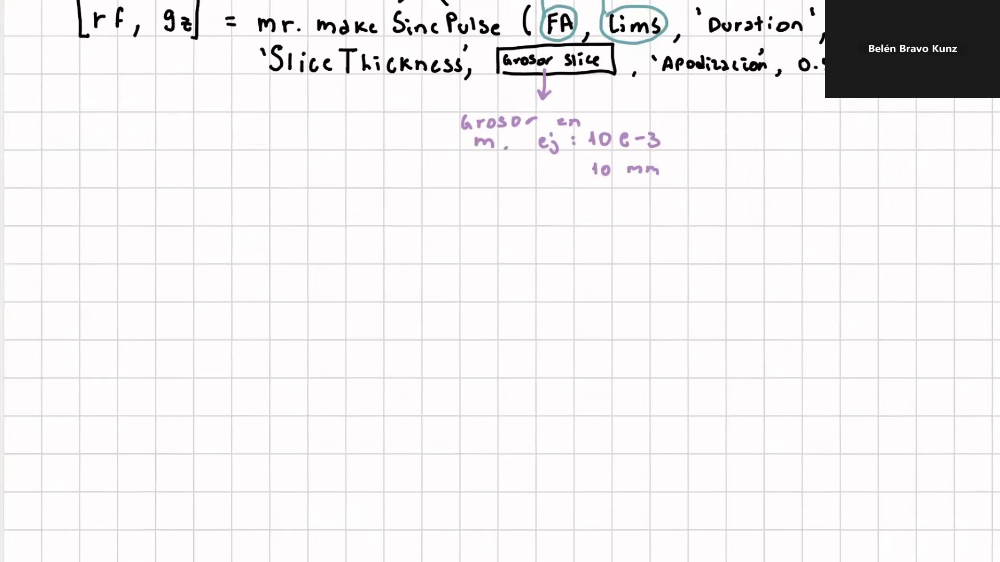 [rf, gz] = mr. make SincPulse ( FA , Lims , 'Duration' ,
'SliceThickness', Grosor slice , 'Apodización', 0.
Belén Bravo Kunz
Grosor en
m. ej : 10 e-3
10 mm